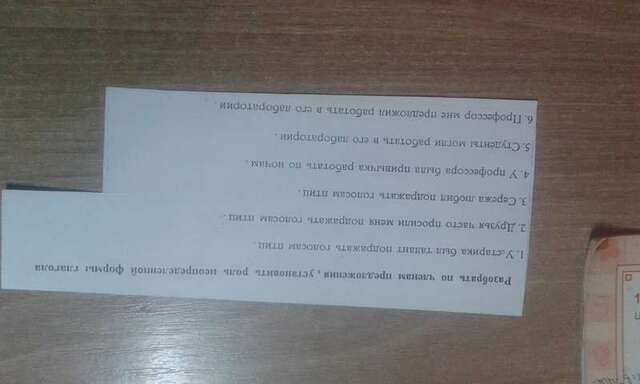 Разобрать по членам предложения, установить роль неопределенной формы глагола
1. У старика был талант подражать голосам птиц.
2. Друзья часто просили меня подражать голосам птиц.
3. Сережа любил подражать голосам птиц.
4. У профессора была привычка работать по ночам.
5. Студенты могли работать в его лаборатории.
6. Профессор мне предложил работать в его лаборатории.